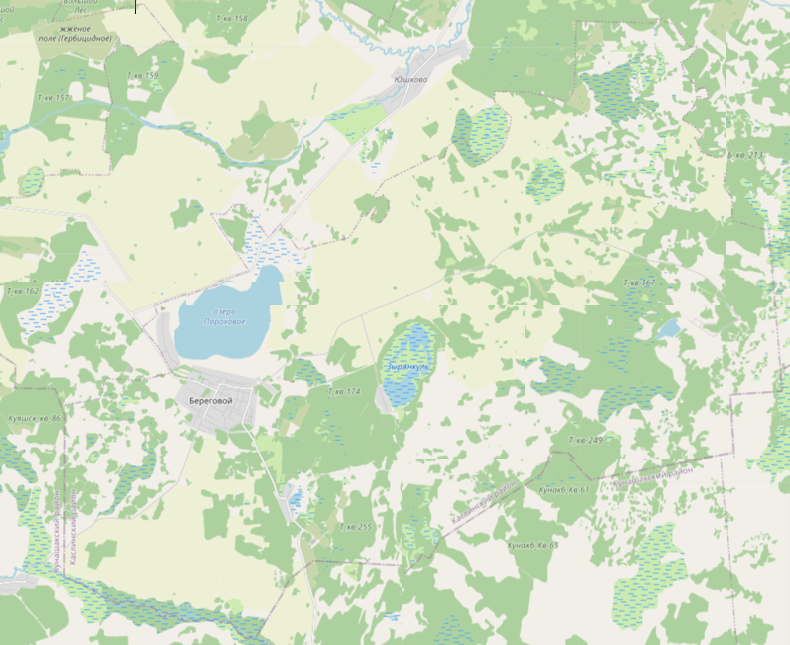 Большой
Лес
жженое
поле (Гербицидное)
Т-кв-158
Т-кв-159
Т-кв-157
Юшково
Б-кв-213
Т-кв-162
Т-кв-167
озеро
Пороховое
Зырянкуль
Т-кв-174
Береговой
Куяшск-кв-86
Т-кв-249
Каслинский район
Кунакб-Кв-61
Кунашакский район
Кунашакский район
Каслинский район
Т-кв-255
Кунакб-Кв-65